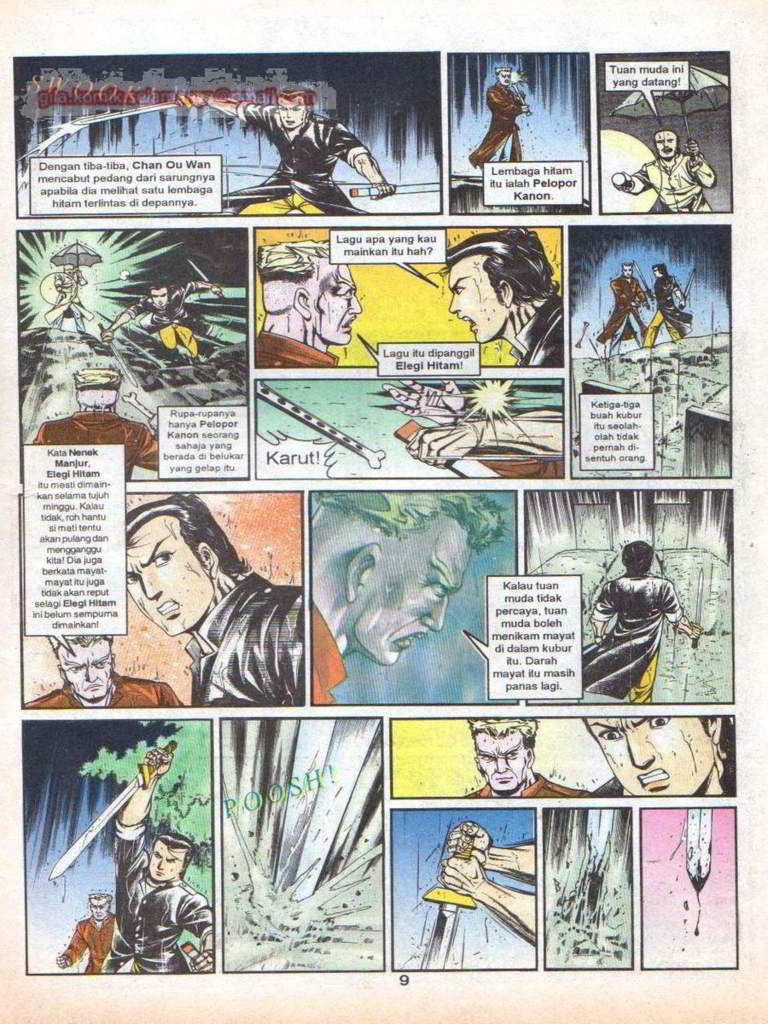 Dengan tiba-tiba, Chan Ou Wan
mencabut pedang dari sarungnya
apabila dia melihat satu lembaga
hitam terlintas di depannya.
Lembaga hitam
itu ialah Pelopor
Kanon.
Tuan muda ini
yang datang!
Rupa-rupanya
hanya Pelopor
Kanon seorang
sahaja yang
berada di belukar
yang gelap itu.
Lagu apa yang kau
mainkan itu hah?
Lagu itu dipanggil
Elegi Hitam!
Karut!
Ketiga-tiga
buah kubur
itu seolah-
olah tidak
pernah di-
sentuh orang.
Kata Nenek
Manjur,
Elegi Hitam
itu mesti dimain-
kan selama tujuh
minggu. Kalau
tidak, roh hantu
si mati tentu
akan pulang dan
mengganggu
kita! Dia juga
berkata mayat-
mayat itu juga
tidak akan reput
selagi Elegi Hitam
ini belum sempurna
dimainkan!
Kalau tuan
muda tidak
percaya, tuan
muda boleh
menikam mayat
di dalam kubur
itu. Darah
mayat itu masih
panas lagi.
POOSH!
9